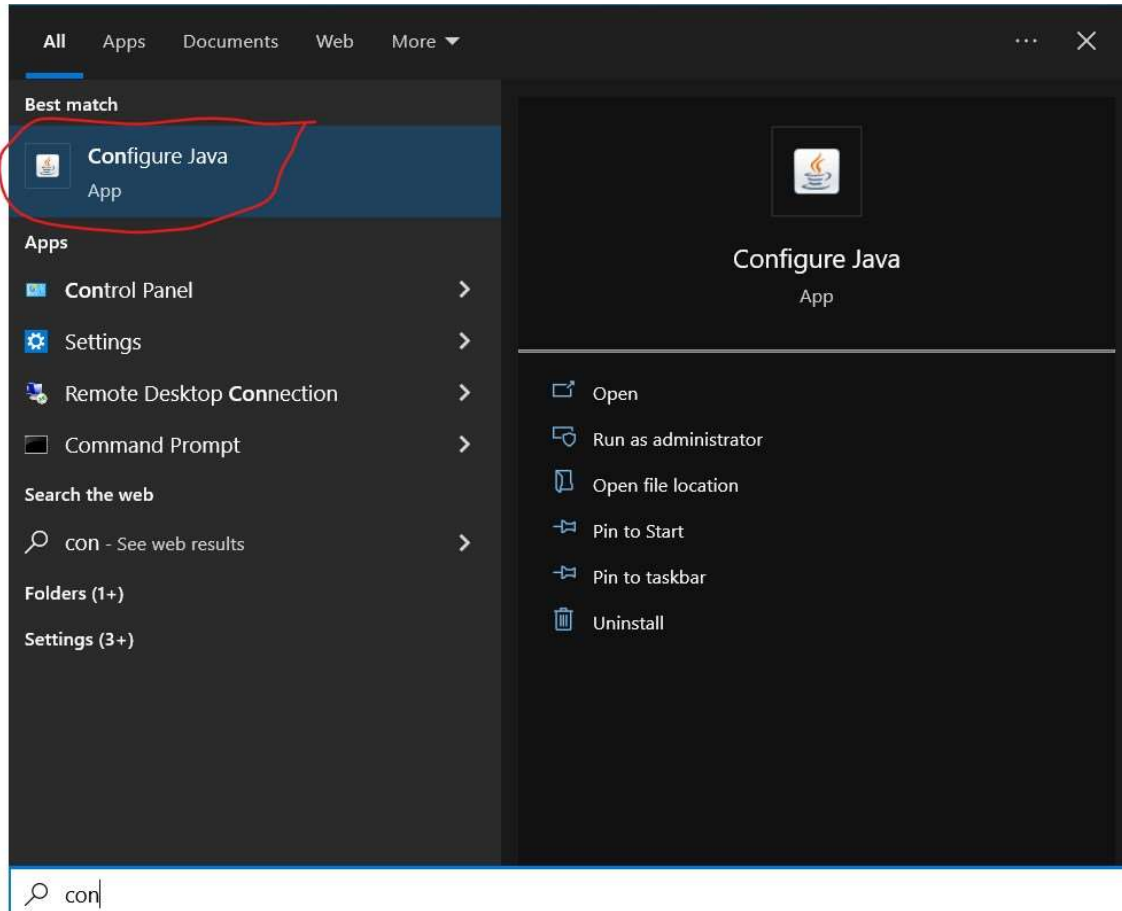 All Apps Documents Web More
Best match
Configure Java
App
Apps
Control Panel
Settings
Remote Desktop Connection
Command Prompt
Search the web
con - See web results
Folders (1+)
Settings (3+)
Configure Java
App
Open
Run as administrator
Open file location
Pin to Start
Pin to taskbar
Uninstall
con